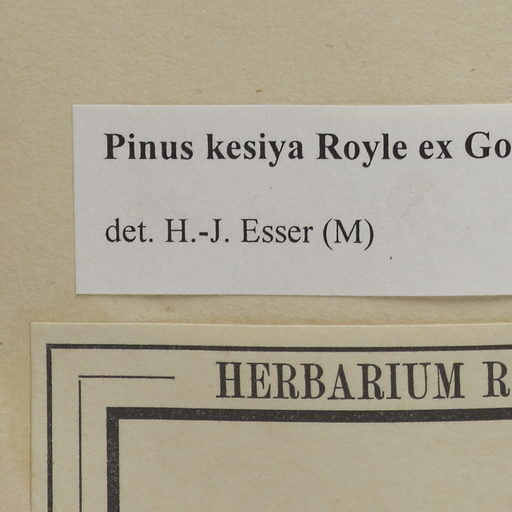 Pinus kesiya Royle ex Go
det. H.-J. Esser (M)
HERBARIUM R